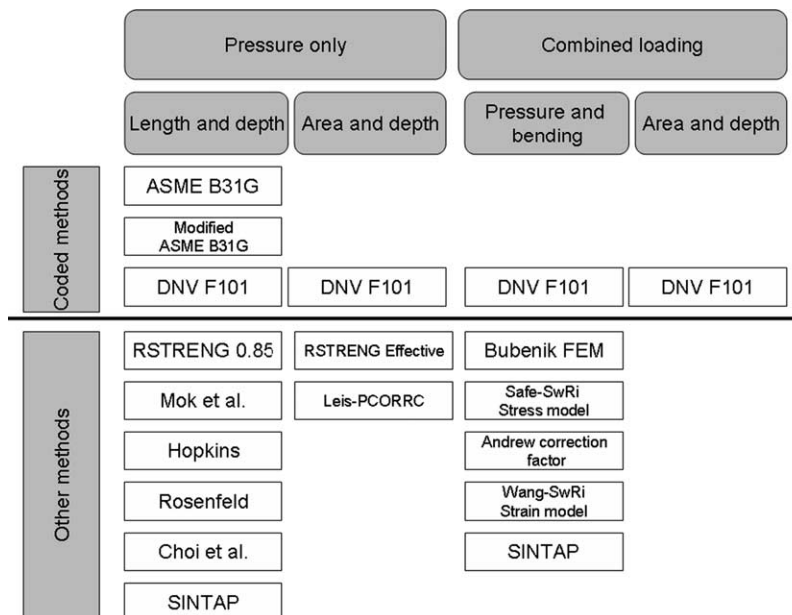 Pressure only
Combined loading
Length and depth
Area and depth
Pressure and
bending
Area and depth
Coded methods
ASME B31G
Modified
ASME B31G
DNV F101
DNV F101
DNV F101
DNV F101
Other methods
RSTRENG 0.85
RSTRENG Effective
Bubenik FEM
Mok et al.
Leis-PCORRC
Safe-SwRi
Stress model
Hopkins
Andrew correction
factor
Rosenfeld
Wang-SwRi
Strain model
Choi et al.
SINTAP
SINTAP